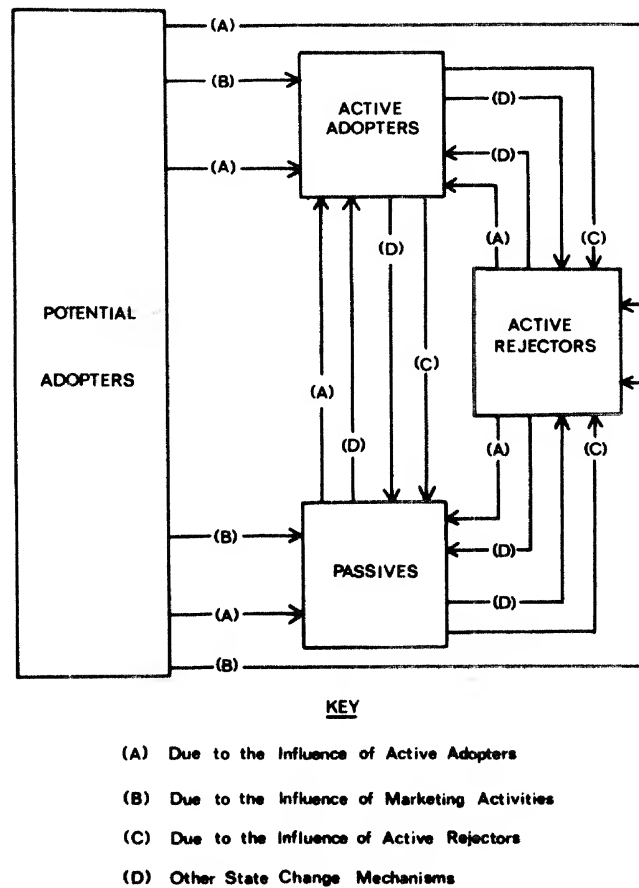 (A)
(B)
ACTIVE
ADOPTERS
(D)
(D)
(A)
(A)
(C)
(D)
POTENTIAL
ADOPTERS
ACTIVE
REJECTORS
(C)
(A)
(D)
(A)
(C)
(B)
PASSIVES
(D)
(D)
(A)
(B)
KEY
(A) Due to the Influence of Active Adopters
(B) Due to the Influence of Marketing Activities
(C) Due to the Influence of Active Rejectors
(D) Other State Change Mechanisms